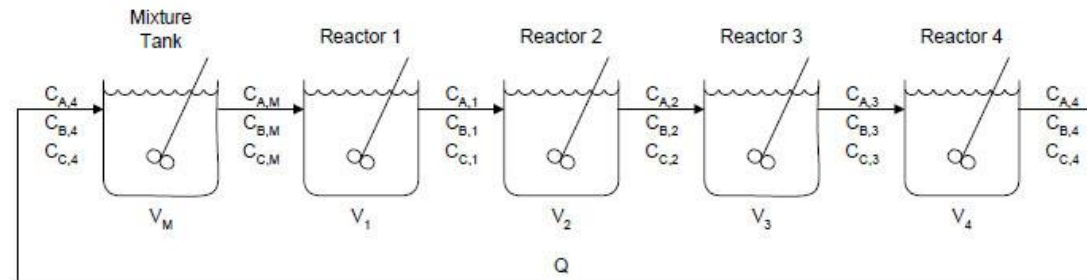 Mixture
Tank
Reactor 1
Reactor 2
Reactor 3
Reactor 4
C_A,4
C_B,4
C_C,4
C_A,M
C_B,M
C_C,M
C_A,1
C_B,1
C_C,1
C_A,2
C_B,2
C_C,2
C_A,3
C_B,3
C_C,3
C_A,4
C_B,4
C_C,4
V_M
V_1
V_2
V_3
V_4
Q